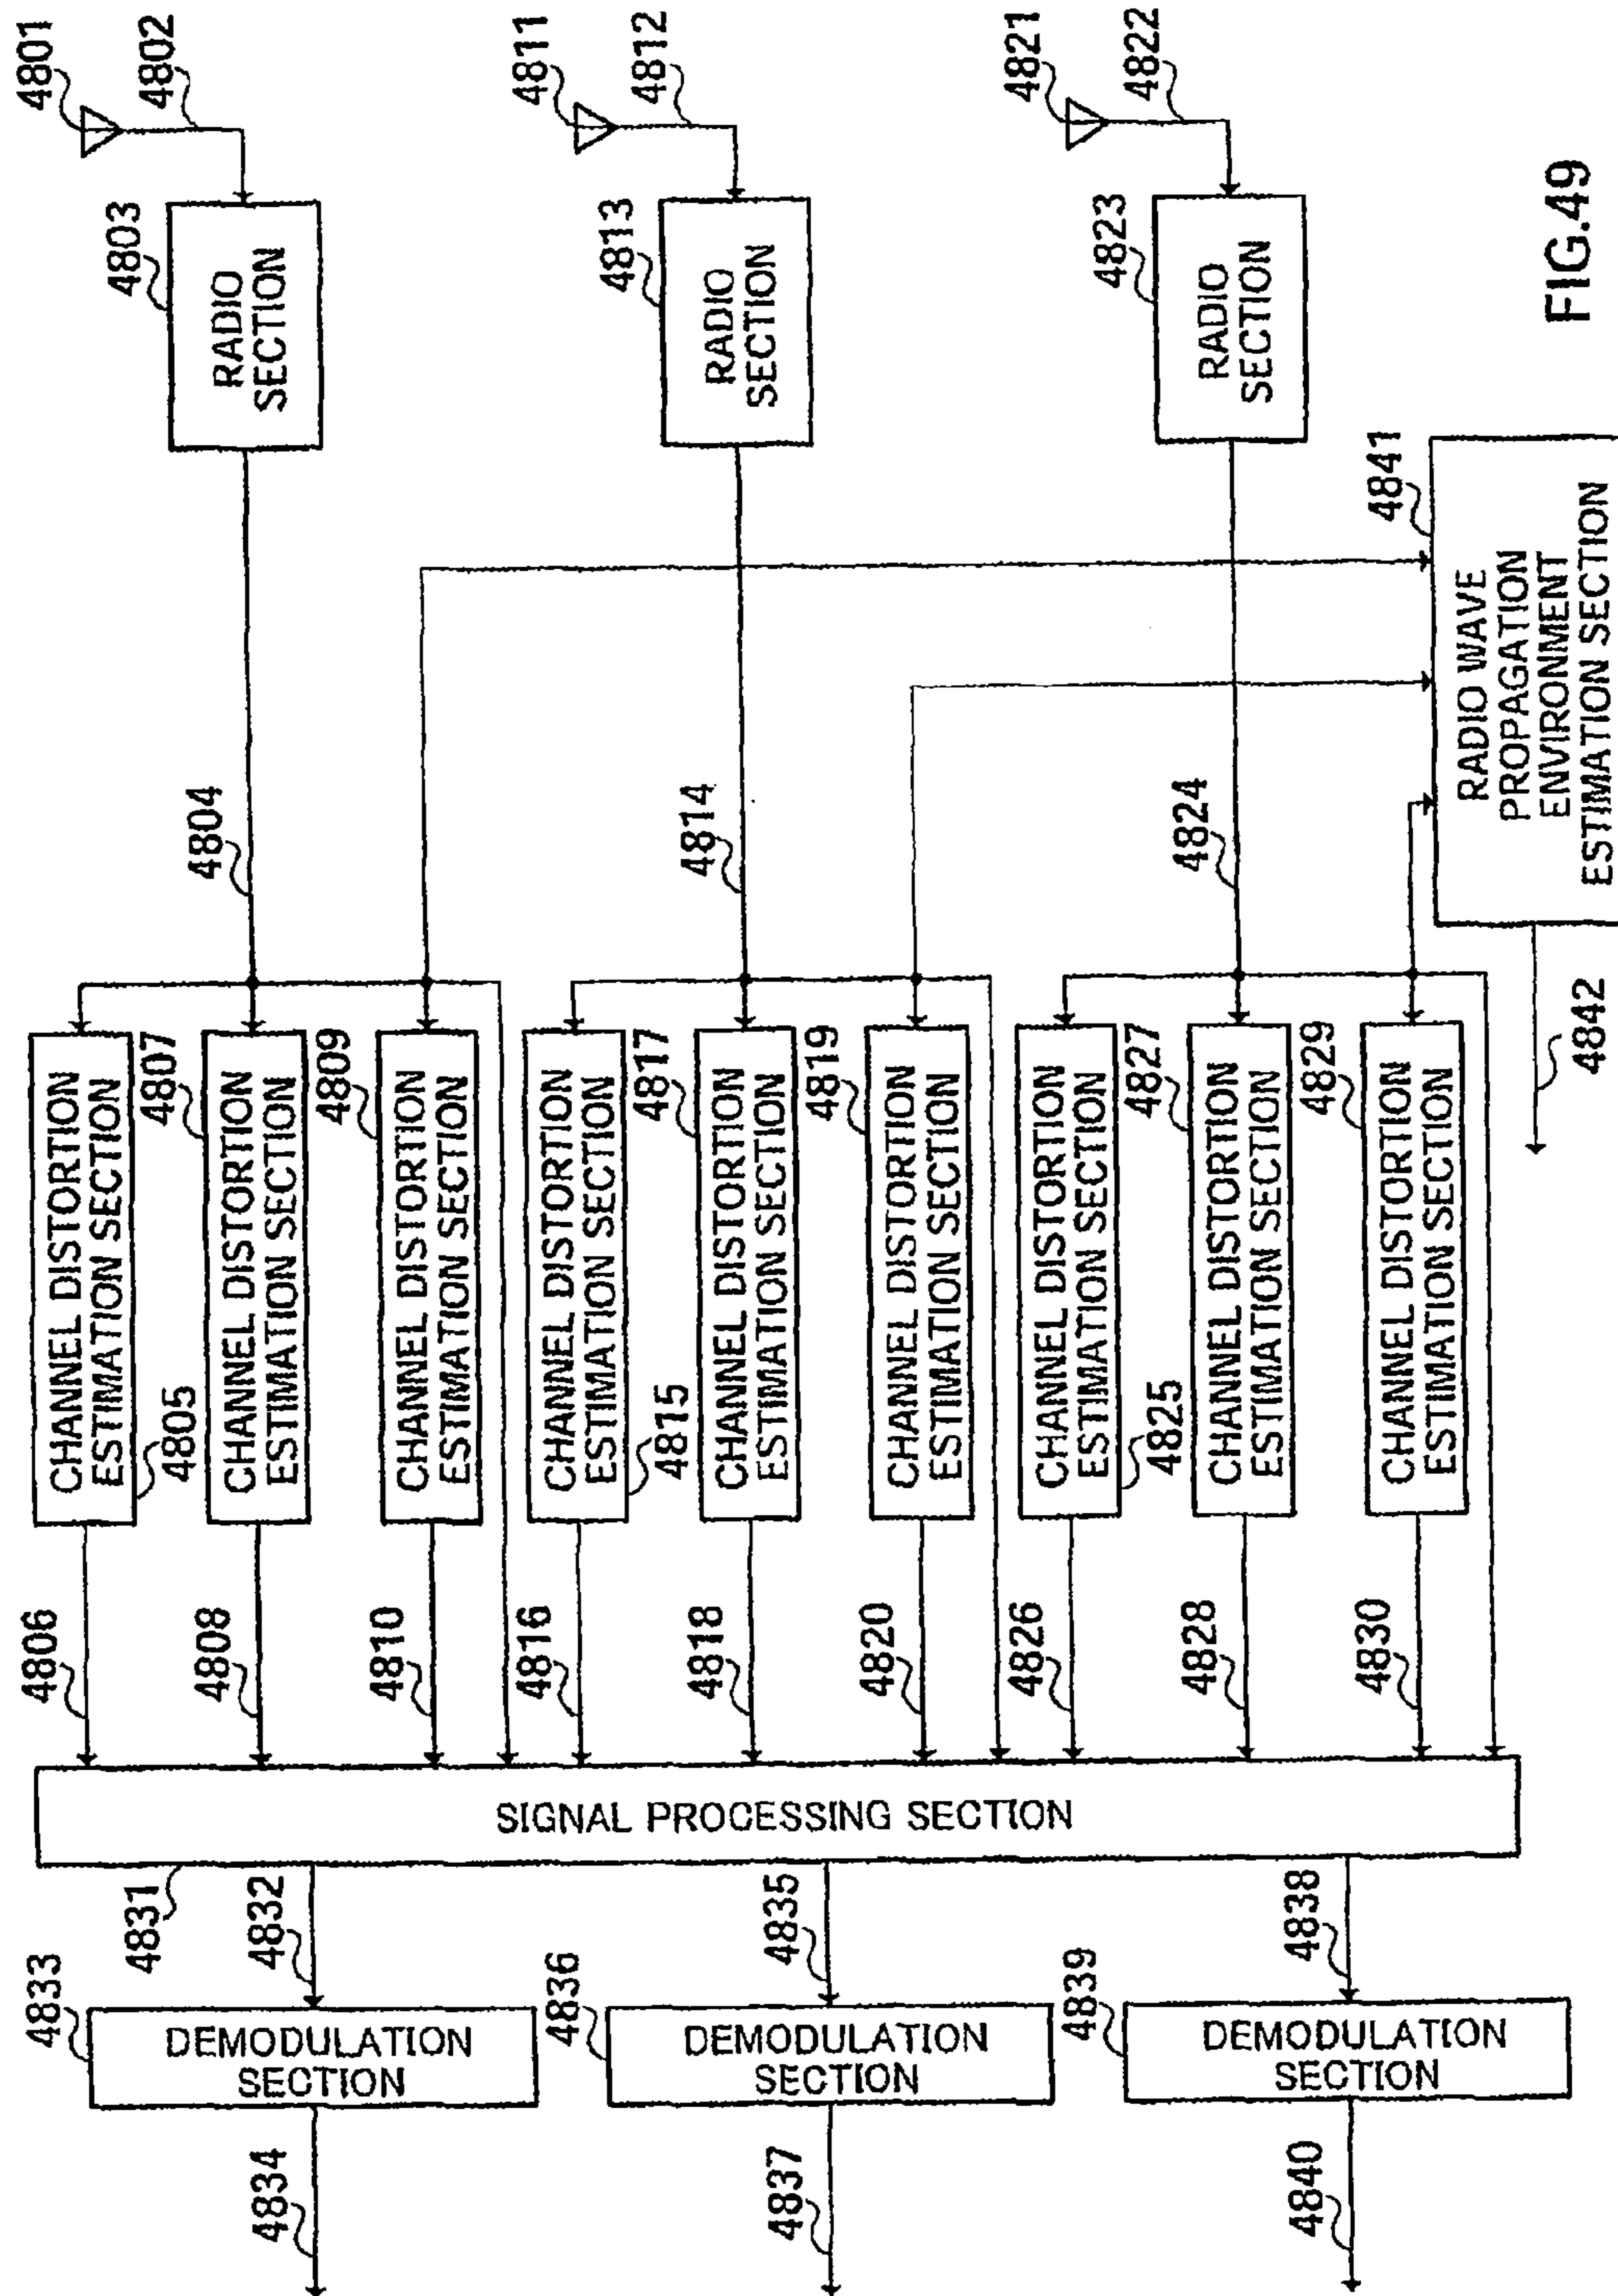 4801
4802
4803
RADIO
SECTION
4804
CHANNEL DISTORTION
ESTIMATION SECTION
4805
4806
CHANNEL DISTORTION
ESTIMATION SECTION
4807
4808
CHANNEL DISTORTION
ESTIMATION SECTION
4809
4810
4811
4812
4813
RADIO
SECTION
4814
CHANNEL DISTORTION
ESTIMATION SECTION
4815
4816
CHANNEL DISTORTION
ESTIMATION SECTION
4817
4818
CHANNEL DISTORTION
ESTIMATION SECTION
4819
4820
4821
4822
4823
RADIO
SECTION
4824
CHANNEL DISTORTION
ESTIMATION SECTION
4825
4826
CHANNEL DISTORTION
ESTIMATION SECTION
4827
4828
CHANNEL DISTORTION
ESTIMATION SECTION
4829
4830
SIGNAL PROCESSING SECTION
4831
4832
4833
DEMODULATION
SECTION
4834
4835
4836
DEMODULATION
SECTION
4837
4838
4839
DEMODULATION
SECTION
4840
4841
RADIO WAVE
PROPAGATION
ENVIRONMENT
ESTIMATION SECTION
4842
FIG.49